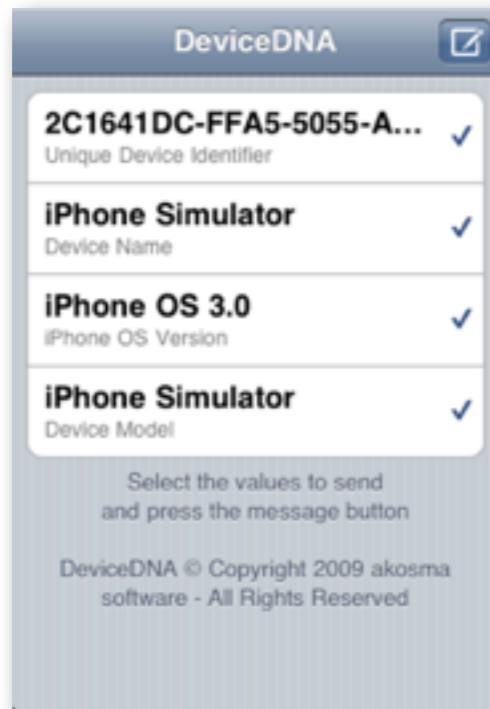 DeviceDNA
2C1641DC-FFA5-5055-A...
Unique Device Identifier
iPhone Simulator
Device Name
iPhone OS 3.0
iPhone OS Version
iPhone Simulator
Device Model
Select the values to send
and press the message button
DeviceDNA © Copyright 2009 akosma
software - All Rights Reserved